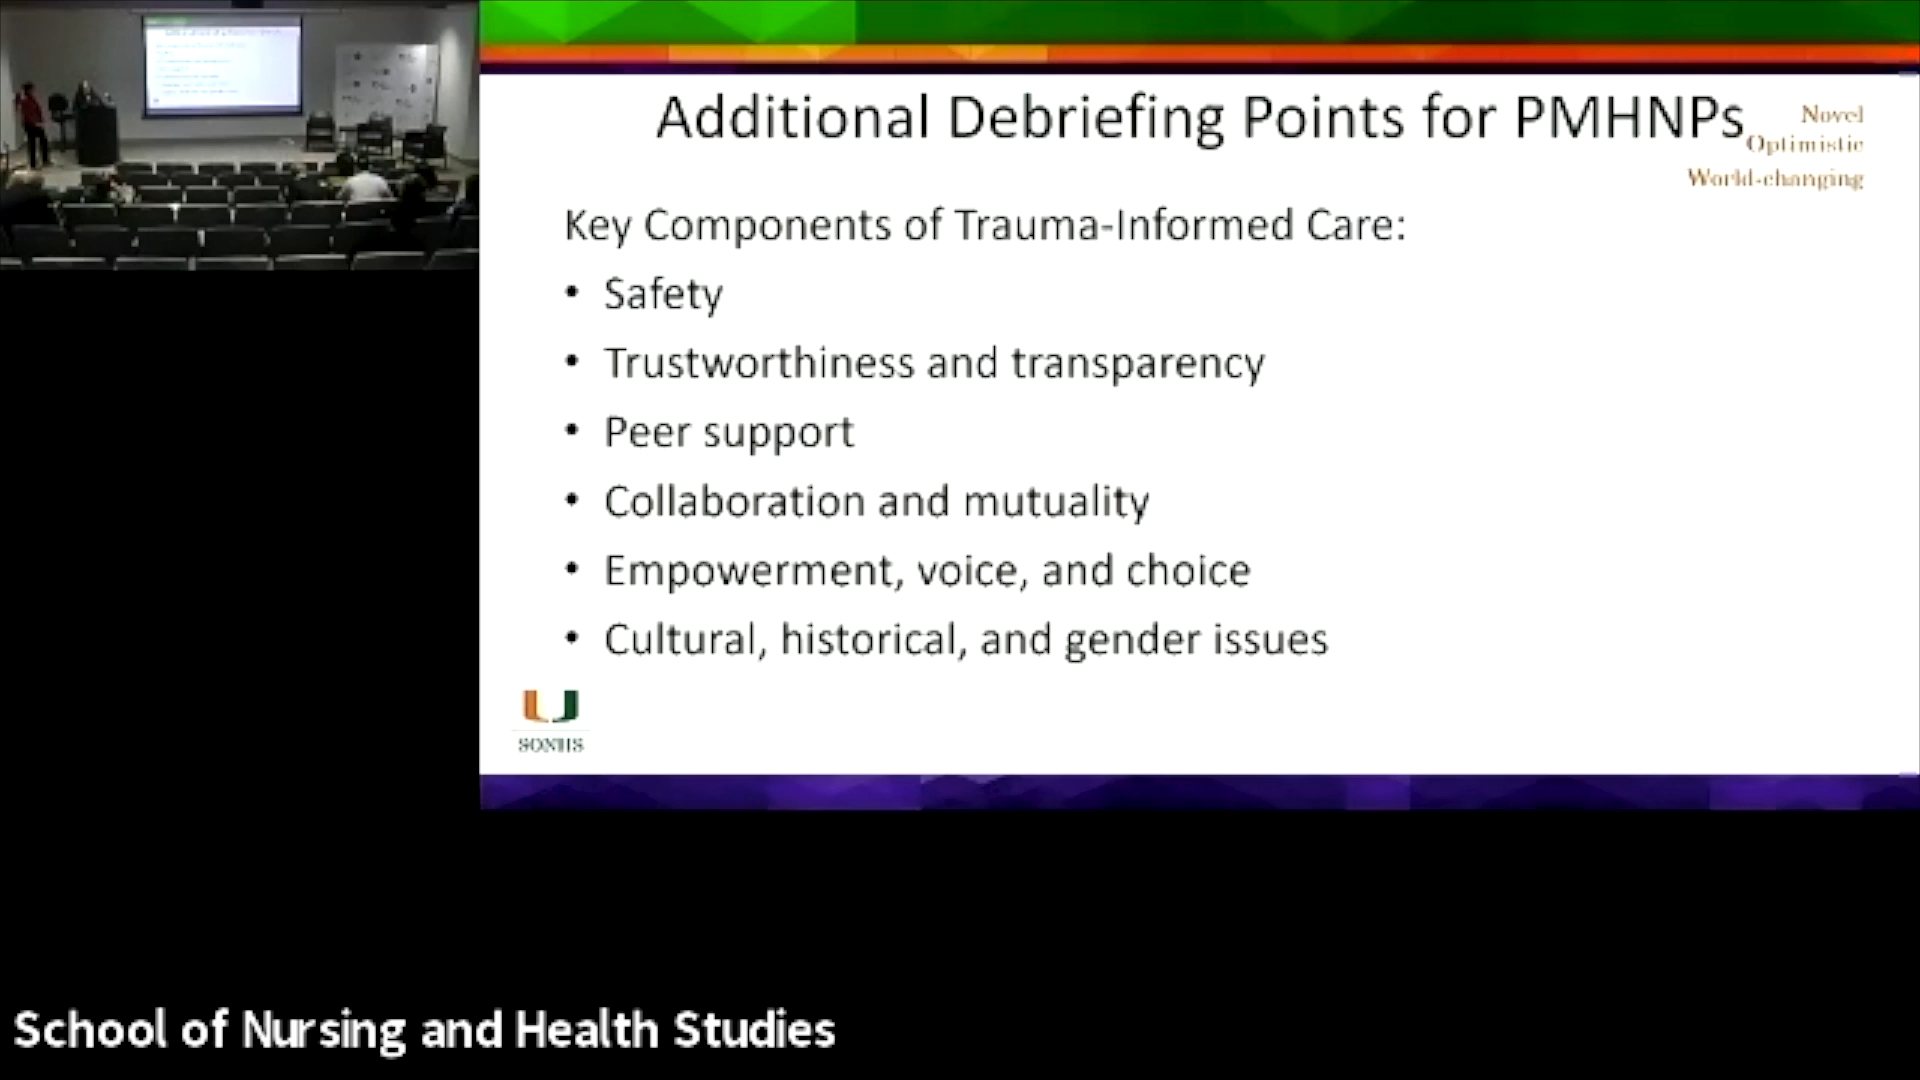 Additional Debriefing Points for PMHNPs
Novel
Optimistic
World-changing
Key Components of Trauma-Informed Care:
• Safety
• Trustworthiness and transparency
• Peer support
• Collaboration and mutuality
• Empowerment, voice, and choice
• Cultural, historical, and gender issues
U
SONHS
School of Nursing and Health Studies